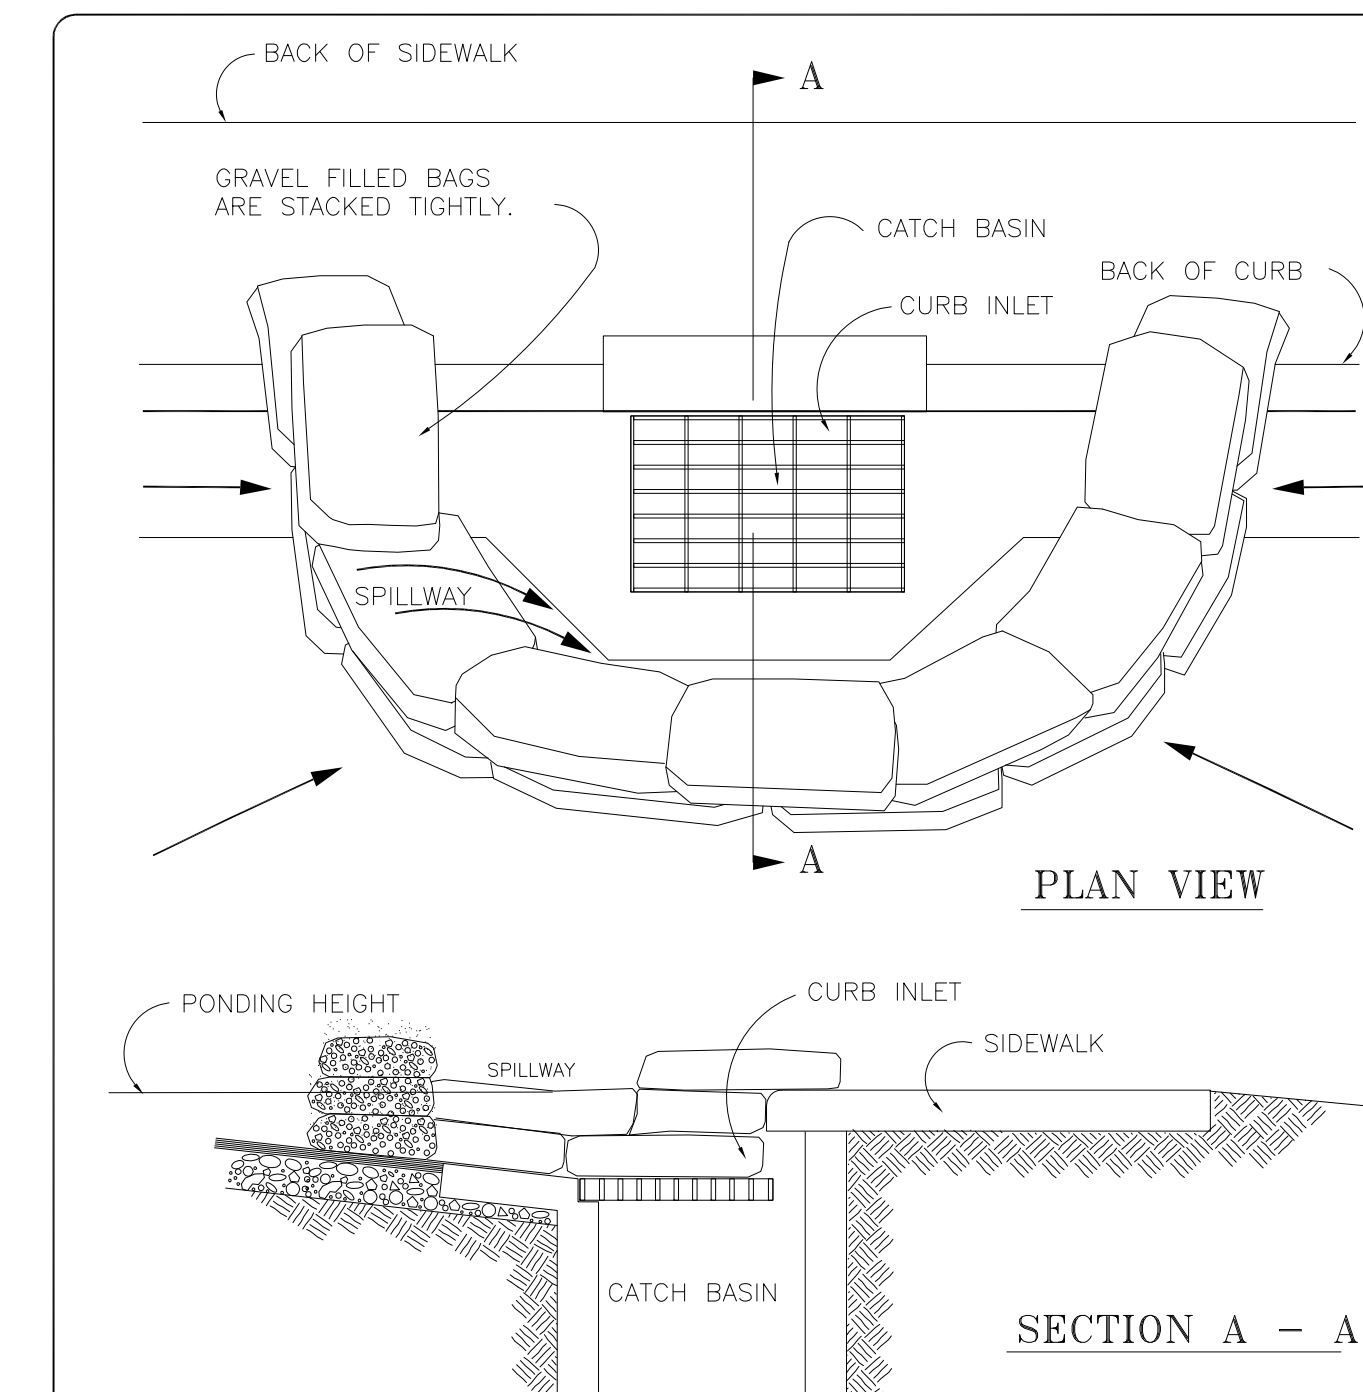 BACK OF SIDEWALK
A
GRAVEL FILLED BAGS
ARE STACKED TIGHTLY.
CATCH BASIN
BACK OF CURB
CURB INLET
SPILLWAY
A
PLAN VIEW
CURB INLET
PONDING HEIGHT
SIDEWALK
SPILLWAY
CATCH BASIN
SECTION A - A